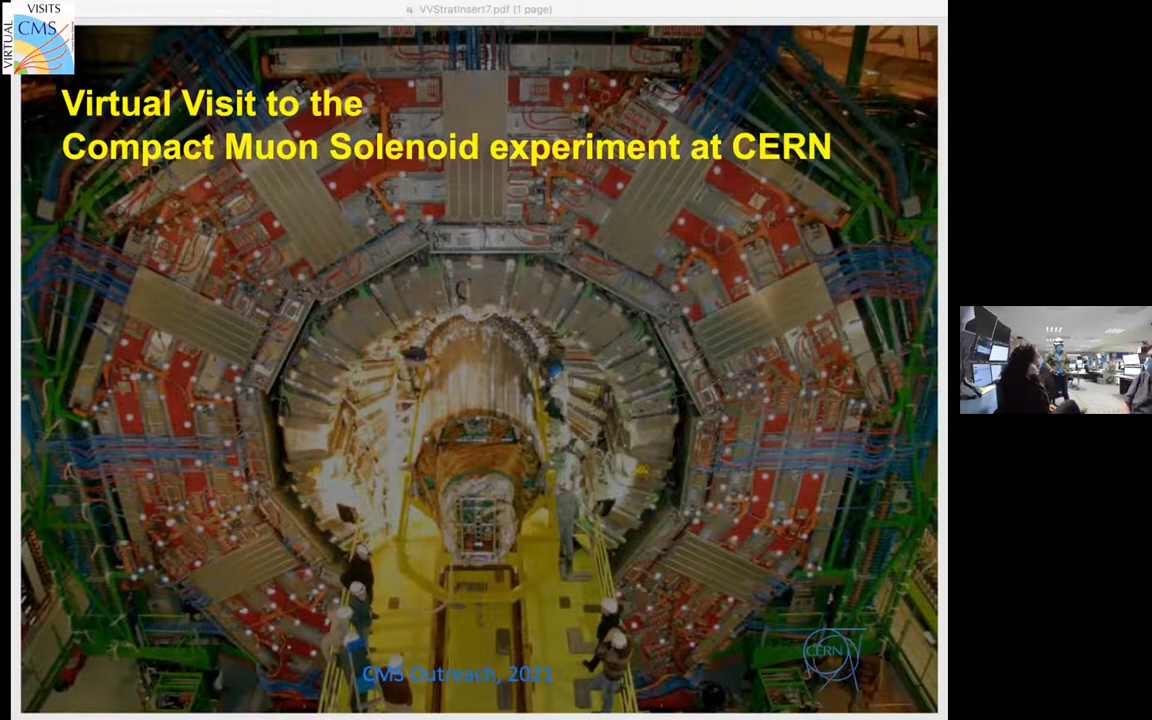 VISITS
VIRTUAL
CMS
VVStratInsert7.pdf (1 page)
Virtual Visit to the
Compact Muon Solenoid experiment at CERN
CMS Outreach, 2021
CERN